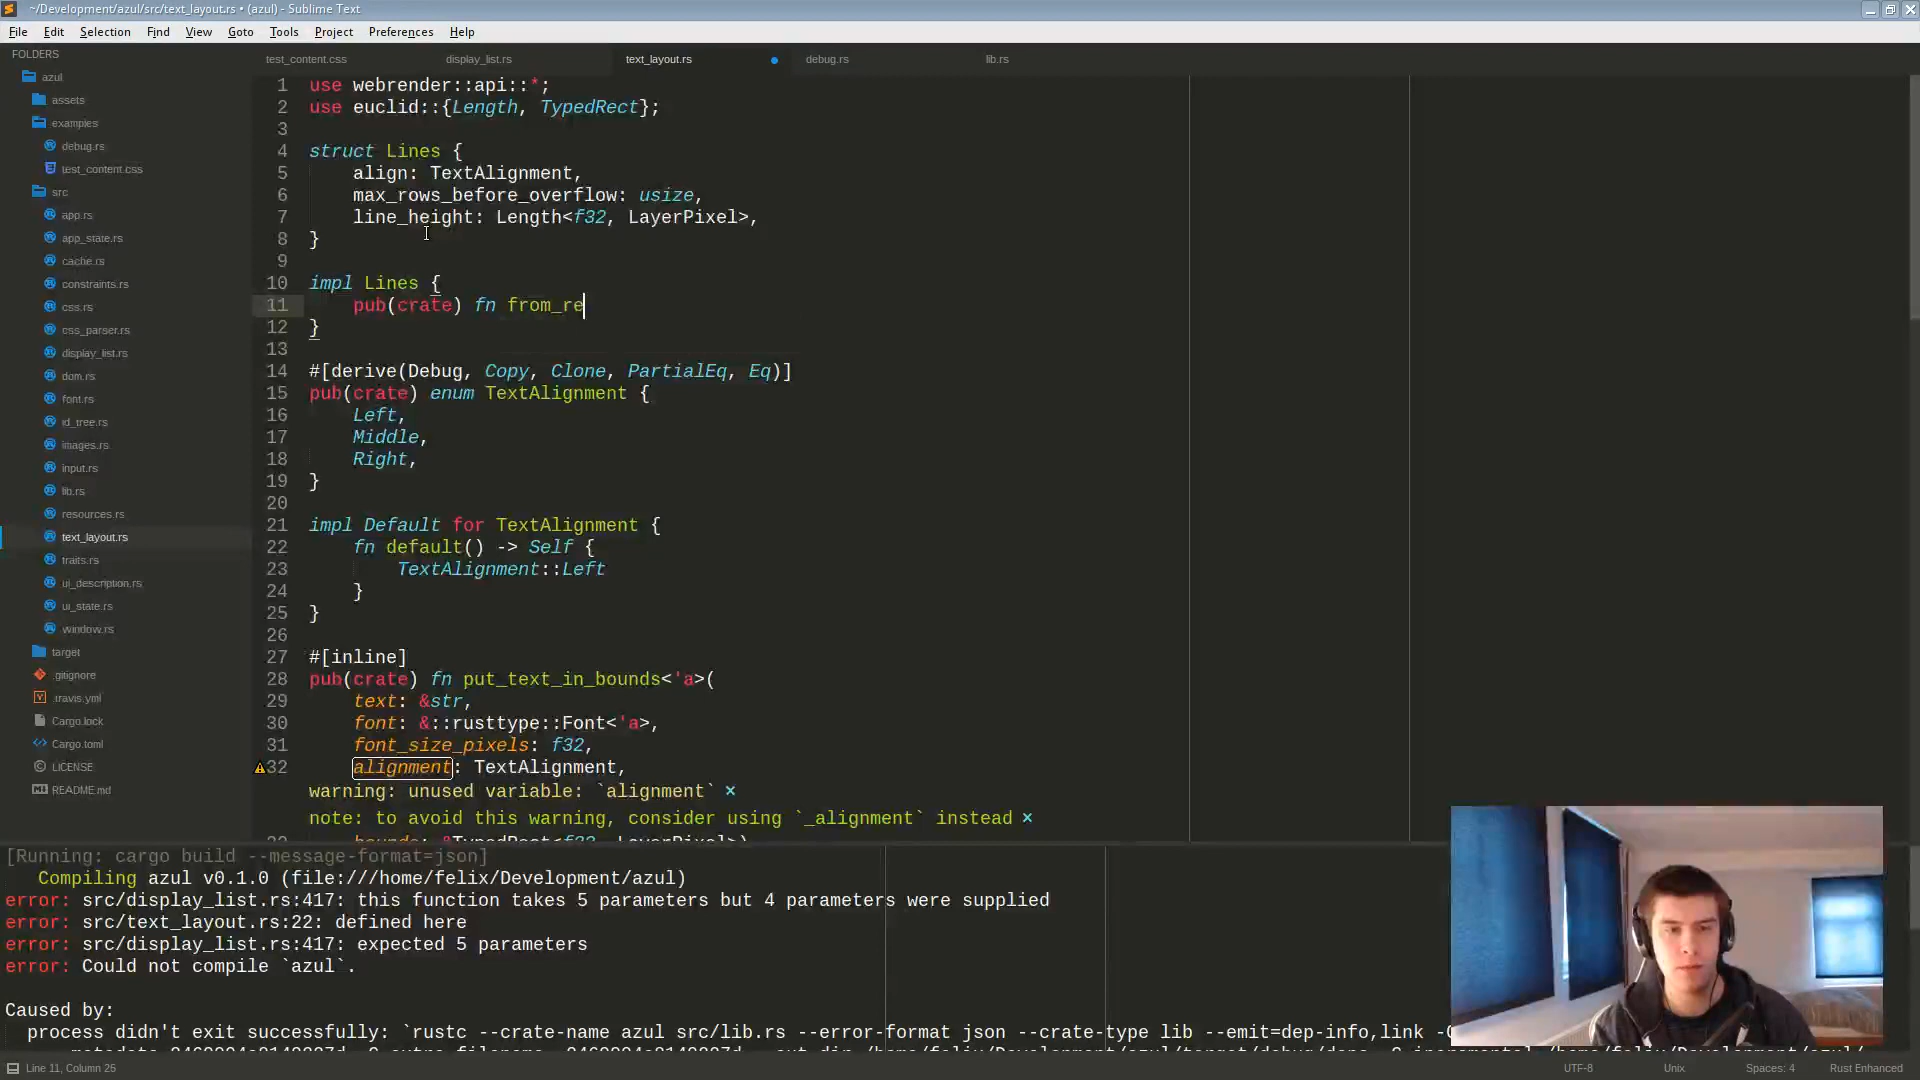 ~/Development/azul/src/text_layout.rs • (azul) - Sublime Text
File Edit Selection Find View Goto Tools Project Preferences Help
FOLDERS
azul
assets
examples
debug.rs
test_content.css
src
app.rs
app_state.rs
cache.rs
constraints.rs
css.rs
css_parser.rs
display_list.rs
dom.rs
font.rs
id_tree.rs
images.rs
input.rs
lib.rs
resources.rs
text_layout.rs
traits.rs
ui_description.rs
ui_state.rs
window.rs
target
.gitignore
.travis.yml
Cargo.lock
Cargo.toml
LICENSE
README.md
test_content.css display_list.rs text_layout.rs debug.rs lib.rs
1 use webrender::api::*;
2 use euclid::{Length, TypedRect};
3
4 struct Lines {
5 align: TextAlignment,
6 max_rows_before_overflow: usize,
7 line_height: Length<f32, LayerPixel>,
8 }
9
10 impl Lines {
11 pub(crate) fn from_re
12 }
13
14 #[derive(Debug, Copy, Clone, PartialEq, Eq)]
15 pub(crate) enum TextAlignment {
16 Left,
17 Middle,
18 Right,
19 }
20
21 impl Default for TextAlignment {
22 fn default() -> Self {
23 TextAlignment::Left
24 }
25 }
26
27 #[inline]
28 pub(crate) fn put_text_in_bounds<'a>(
29 text: &str,
30 font: &::rusttype::Font<'a>,
31 font_size_pixels: f32,
32 alignment: TextAlignment,
warning: unused variable: `alignment` ×
note: to avoid this warning, consider using `_alignment` instead ×
[Running: cargo build --message-format=json]
Compiling azul v0.1.0 (file:///home/felix/Development/azul)
error: src/display_list.rs:417: this function takes 5 parameters but 4 parameters were supplied
error: src/text_layout.rs:22: defined here
error: src/display_list.rs:417: expected 5 parameters
error: Could not compile `azul`.
Caused by:
process didn't exit successfully: `rustc --crate-name azul src/lib.rs --error-format json --crate-type lib --emit=dep-info,link
Line 11, Column 25 UTF-8 Unix Spaces: 4 Rust Enhanced